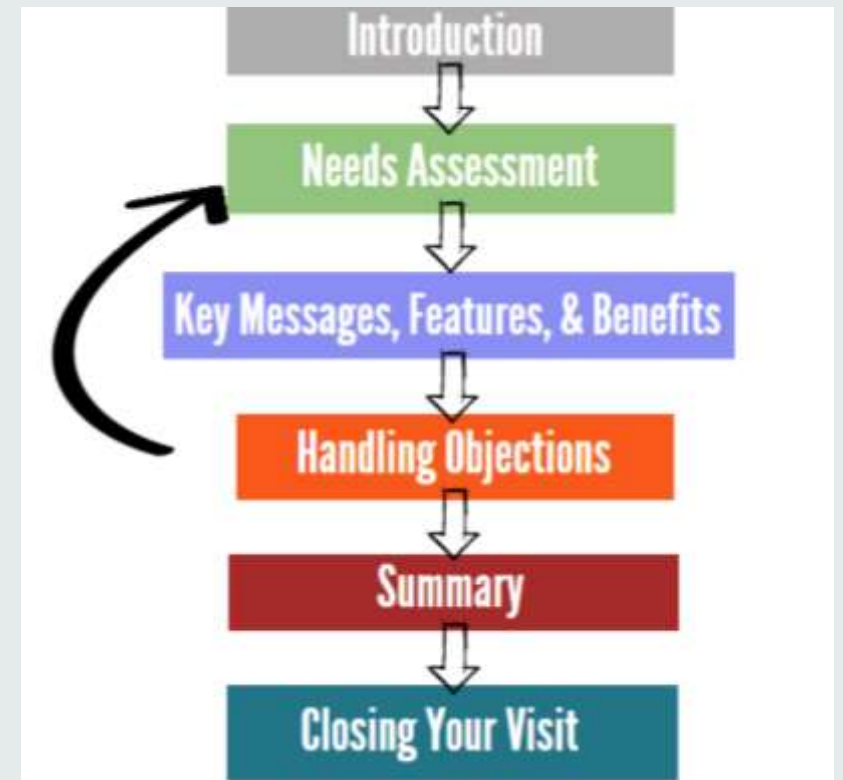 Introduction
Needs Assessment
Key Messages, Features, & Benefits
Handling Objections
Summary
Closing Your Visit